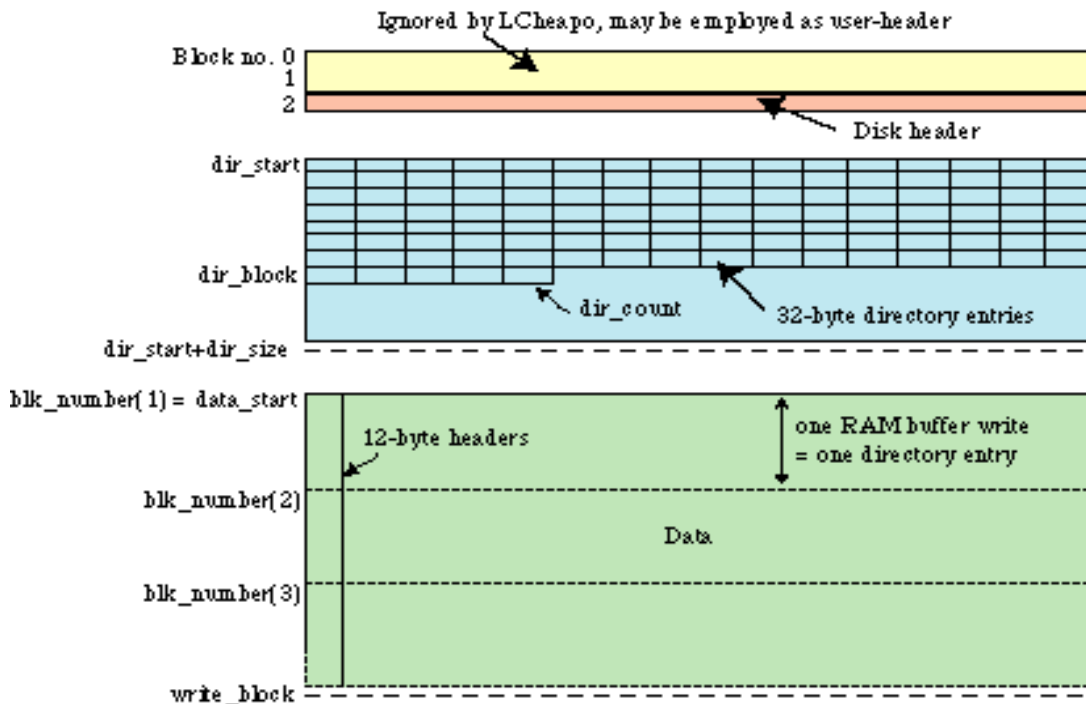 Ignored by LCheapo, may be employed as user-header
Block no. 0
1
2
Disk header
dir_start
dir_block
dir_count
32-byte directory entries
dir_start+dir_size
blk_number(1) = data_start
one RAM buffer write
= one directory entry
12-byte headers
blk_number(2)
Data
blk_number(3)
write_block